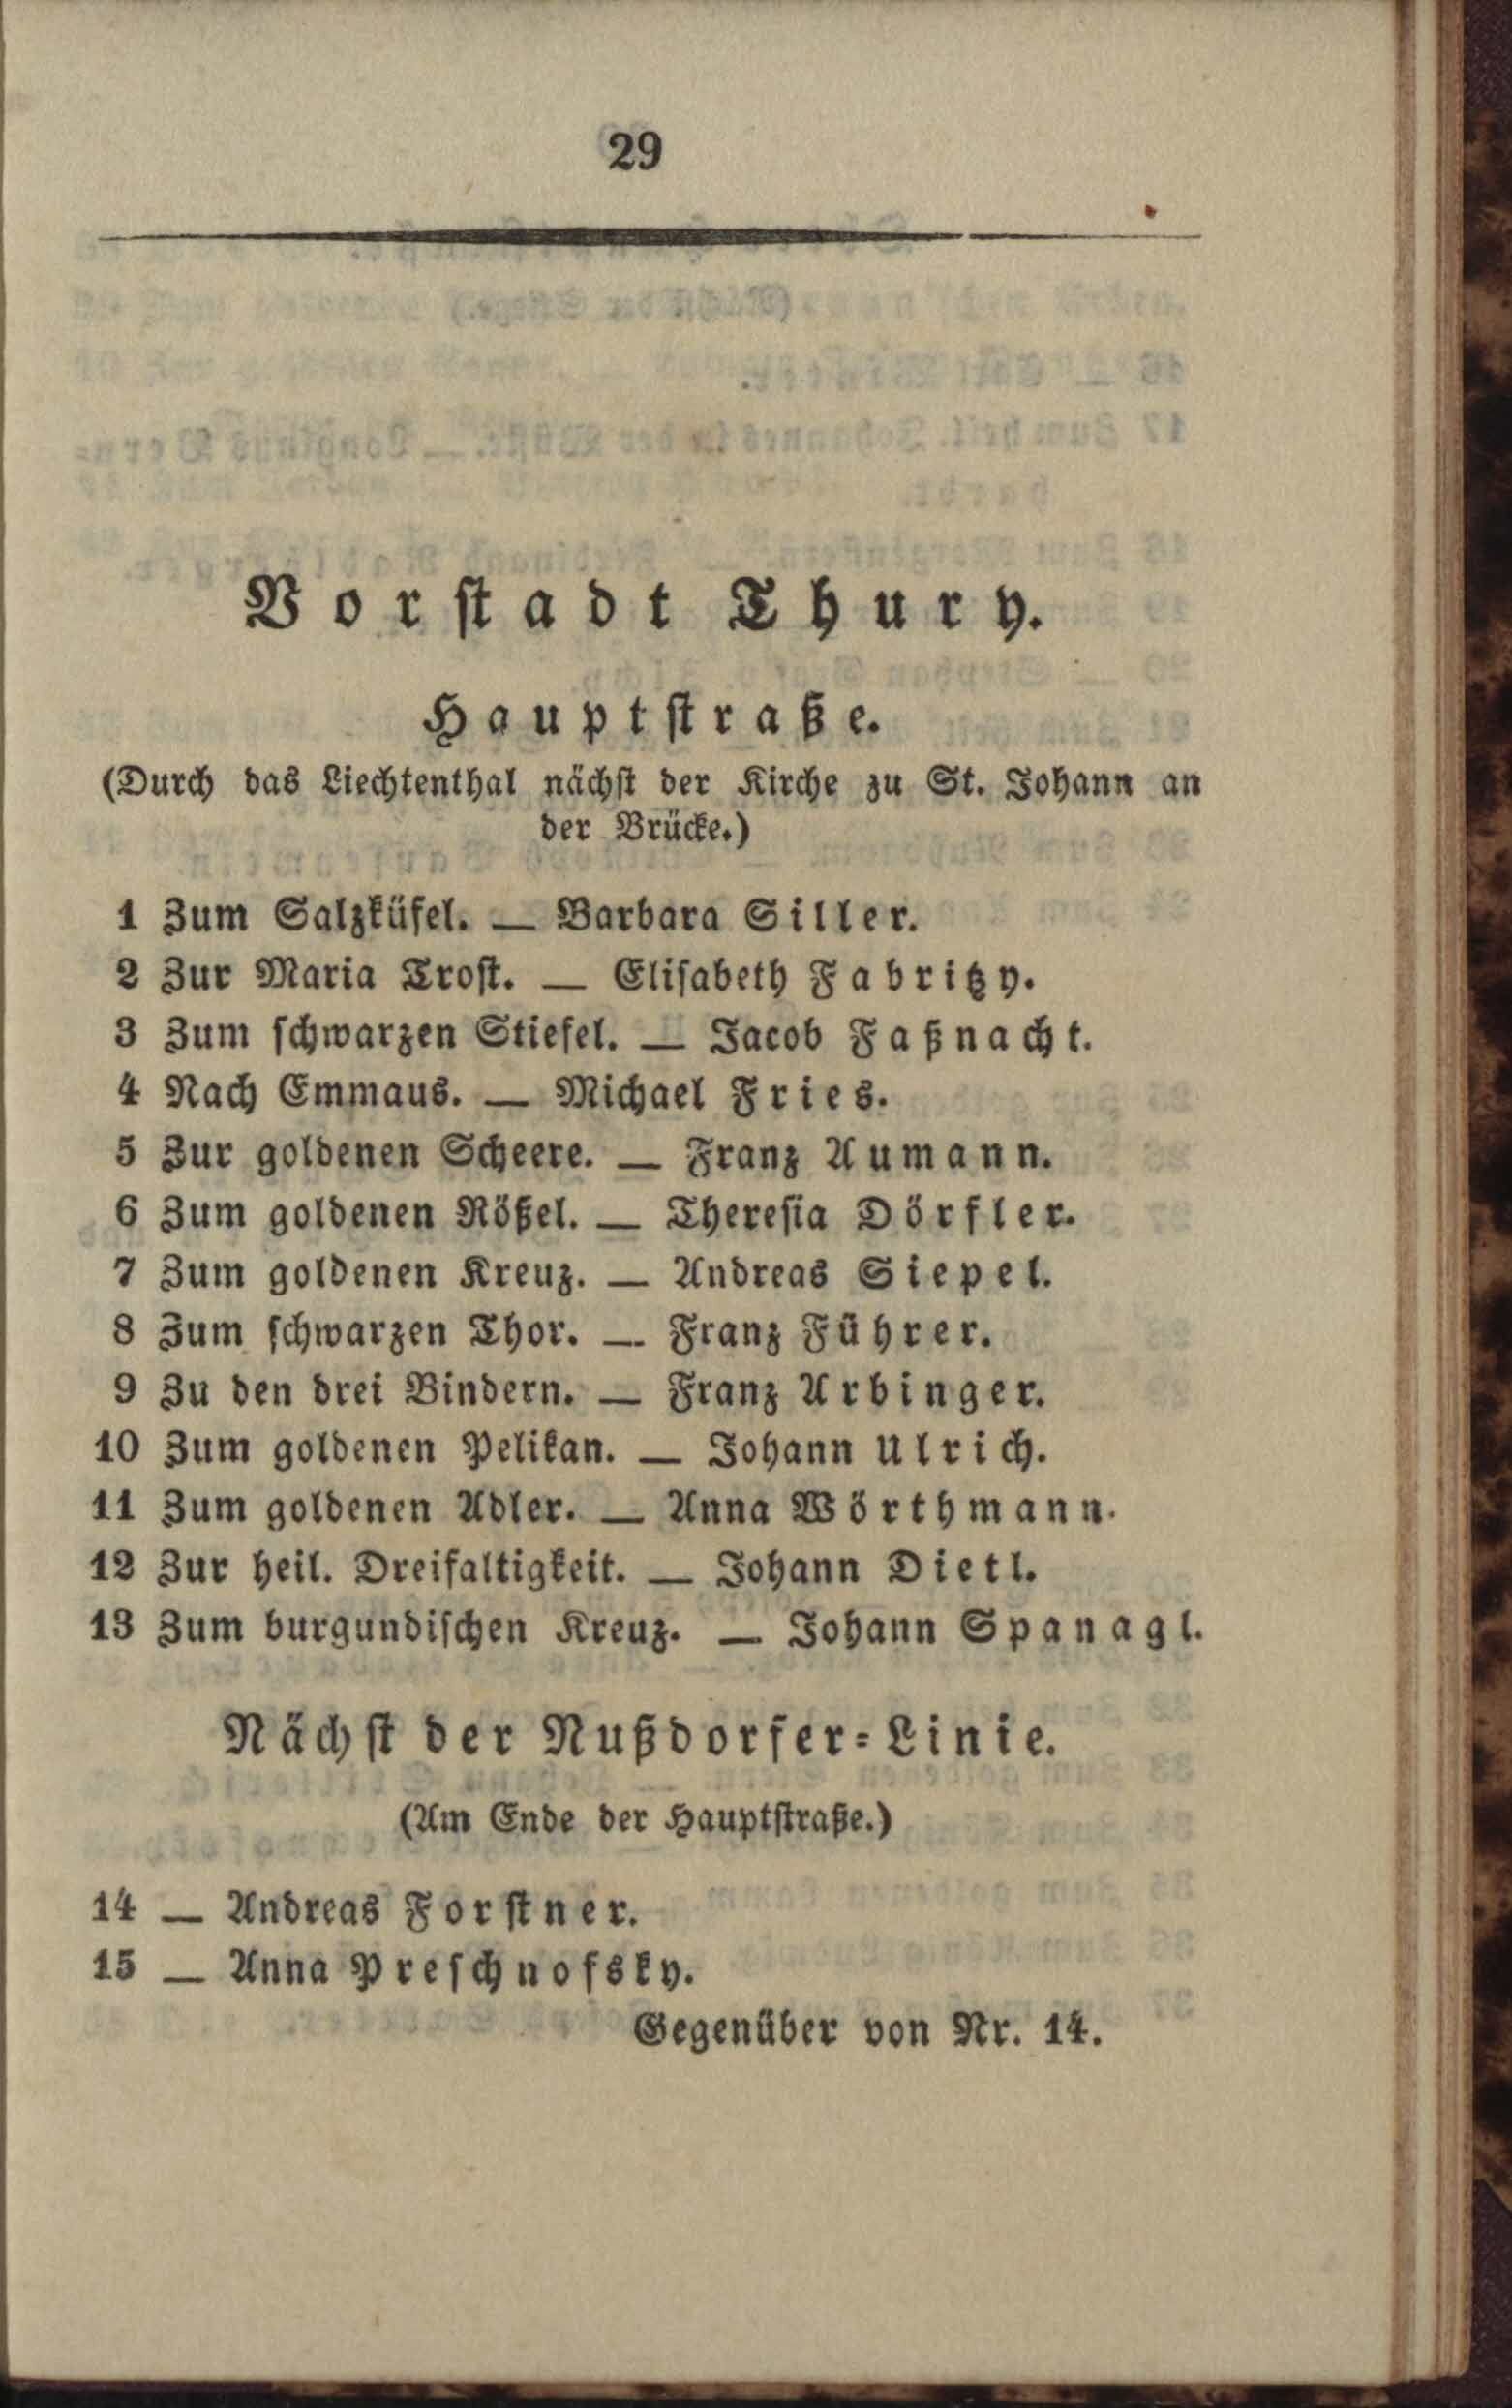 29
Vorstadt Thury.
Hauptstraße.
(Durch das Liechtenthal nächst der Kirche zu St. Johann an
der Brücke.)
1 Zum Salzküfel. — Barbara Siller.
2 Zur Maria Trost. — Elisabeth Fabritzy.
3 Zum schwarzen Stiefel. — Jacob Faßnacht.
4 Nach Emmaus. — Michael Fries.
5 Zur goldenen Scheere. — Franz Aumann.
6 Zum goldenen Rößel. — Theresia Dörfler.
7 Zum goldenen Kreuz. — Andreas Siepel.
8 Zum schwarzen Thor. — Franz Führer.
9 Zu den drei Bindern. — Franz Arbinger.
10 Zum goldenen Pelikan. — Johann Ulrich.
11 Zum goldenen Adler. — Anna Wörthmann.
12 Zur heil. Dreifaltigkeit. — Johann Dietl.
13 Zum burgundischen Kreuz. — Johann Spanagl.
Nächst der Nußdorfer-Linie.
(Am Ende der Hauptstraße.)
14 — Andreas Forstner.
15 — Anna Preschnofsky.
Gegenüber von Nr. 14.